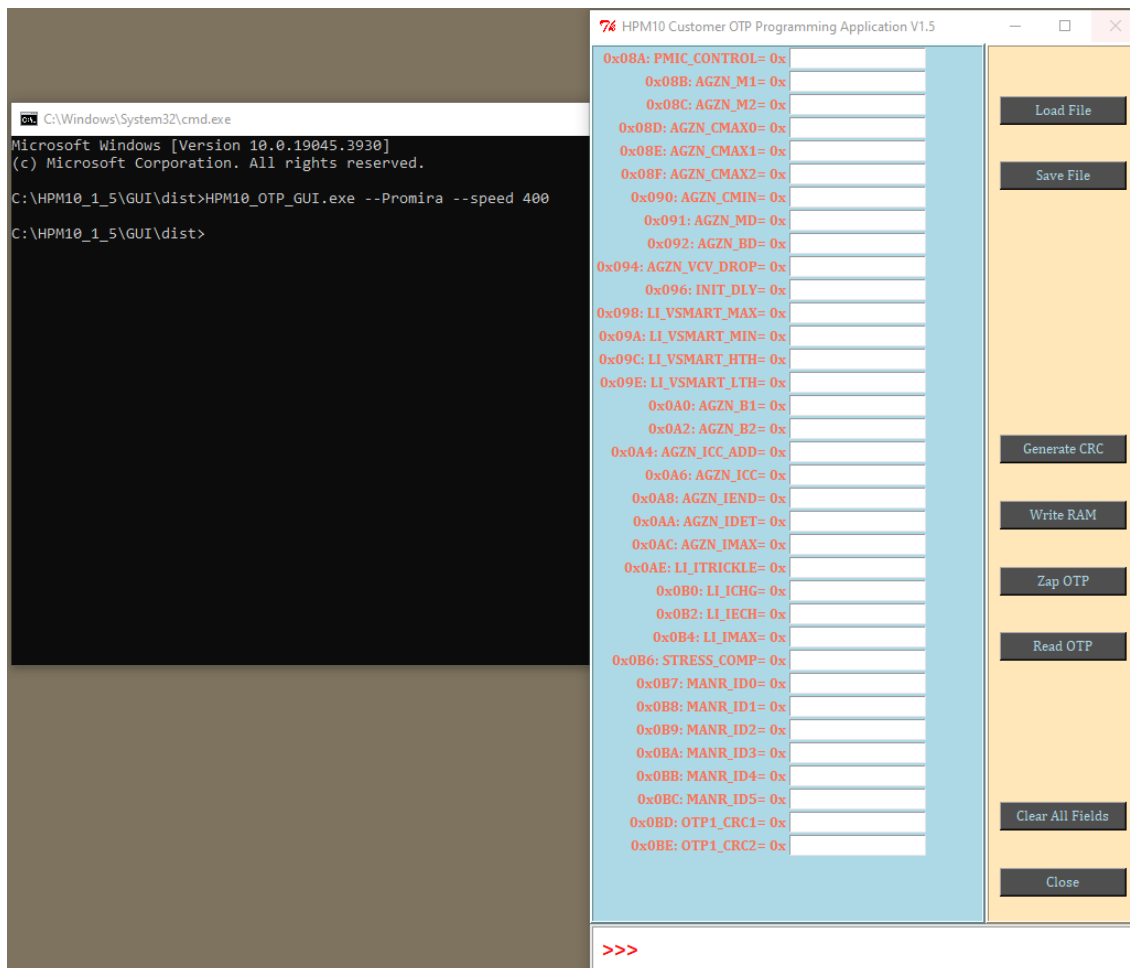 C:\Windows\System32\cmd.exe
Microsoft Windows [Version 10.0.19045.3930]
(c) Microsoft Corporation. All rights reserved.
C:\HPM10_1_5\GUI\dist>HPM10_OTP_GUI.exe --Promira --speed 400
C:\HPM10_1_5\GUI\dist>
HPM10 Customer OTP Programming Application V1.5
0x08A: PMIC_CONTROL= 0x
0x08B: AGZN_M1= 0x
0x08C: AGZN_M2= 0x
0x08D: AGZN_CMAX0= 0x
0x08E: AGZN_CMAX1= 0x
0x08F: AGZN_CMAX2= 0x
0x090: AGZN_CMIN= 0x
0x091: AGZN_MD= 0x
0x092: AGZN_BD= 0x
0x094: AGZN_VCV_DROP= 0x
0x096: INIT_DLY= 0x
0x098: LI_VSMART_MAX= 0x
0x09A: LI_VSMART_MIN= 0x
0x09C: LI_VSMART_HTH= 0x
0x09E: LI_VSMART_LTH= 0x
0x0A0: AGZN_B1= 0x
0x0A2: AGZN_B2= 0x
0x0A4: AGZN_ICC_ADD= 0x
0x0A6: AGZN_ICC= 0x
0x0A8: AGZN_IEND= 0x
0x0AA: AGZN_IDET= 0x
0x0AC: AGZN_IMAX= 0x
0x0AE: LI_ITRICKLE= 0x
0x0B0: LI_ICHG= 0x
0x0B2: LI_IECH= 0x
0x0B4: LI_IMAX= 0x
0x0B6: STRESS_COMP= 0x
0x0B7: MANR_ID0= 0x
0x0B8: MANR_ID1= 0x
0x0B9: MANR_ID2= 0x
0x0BA: MANR_ID3= 0x
0x0BB: MANR_ID4= 0x
0x0BC: MANR_ID5= 0x
0x0BD: OTP1_CRC1= 0x
0x0BE: OTP1_CRC2= 0x
Load File
Save File
Generate CRC
Write RAM
Zap OTP
Read OTP
Clear All Fields
Close
>>>